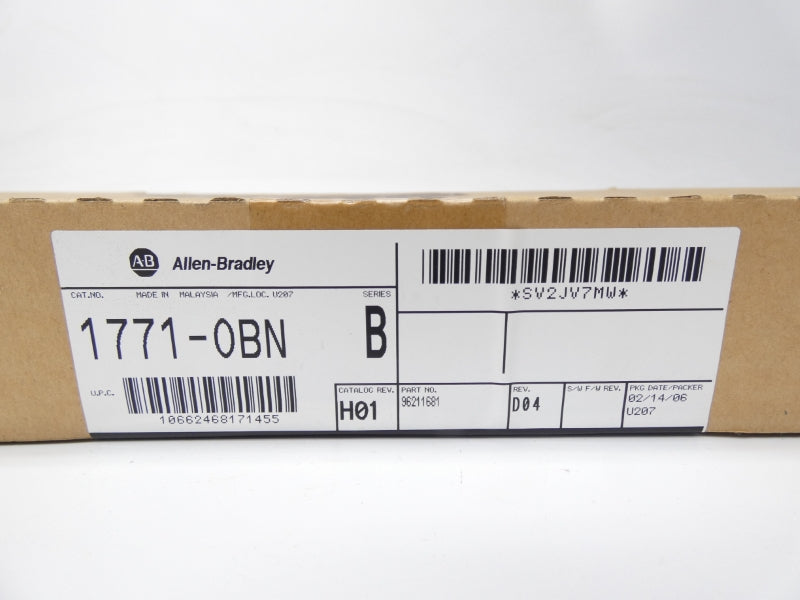 AB Allen-Bradley
*SV2JV7MW*
CAT.NO. MADE IN MALAYSIA /MFG.LOC. U207 SERIES
1771-OBN B
U.P.C. 10662468171455
CATALOG REV. H01
PART NO. 96211681
REV. D04
S/W F/W REV.
PKG DATE/PACKER
02/14/06
U207